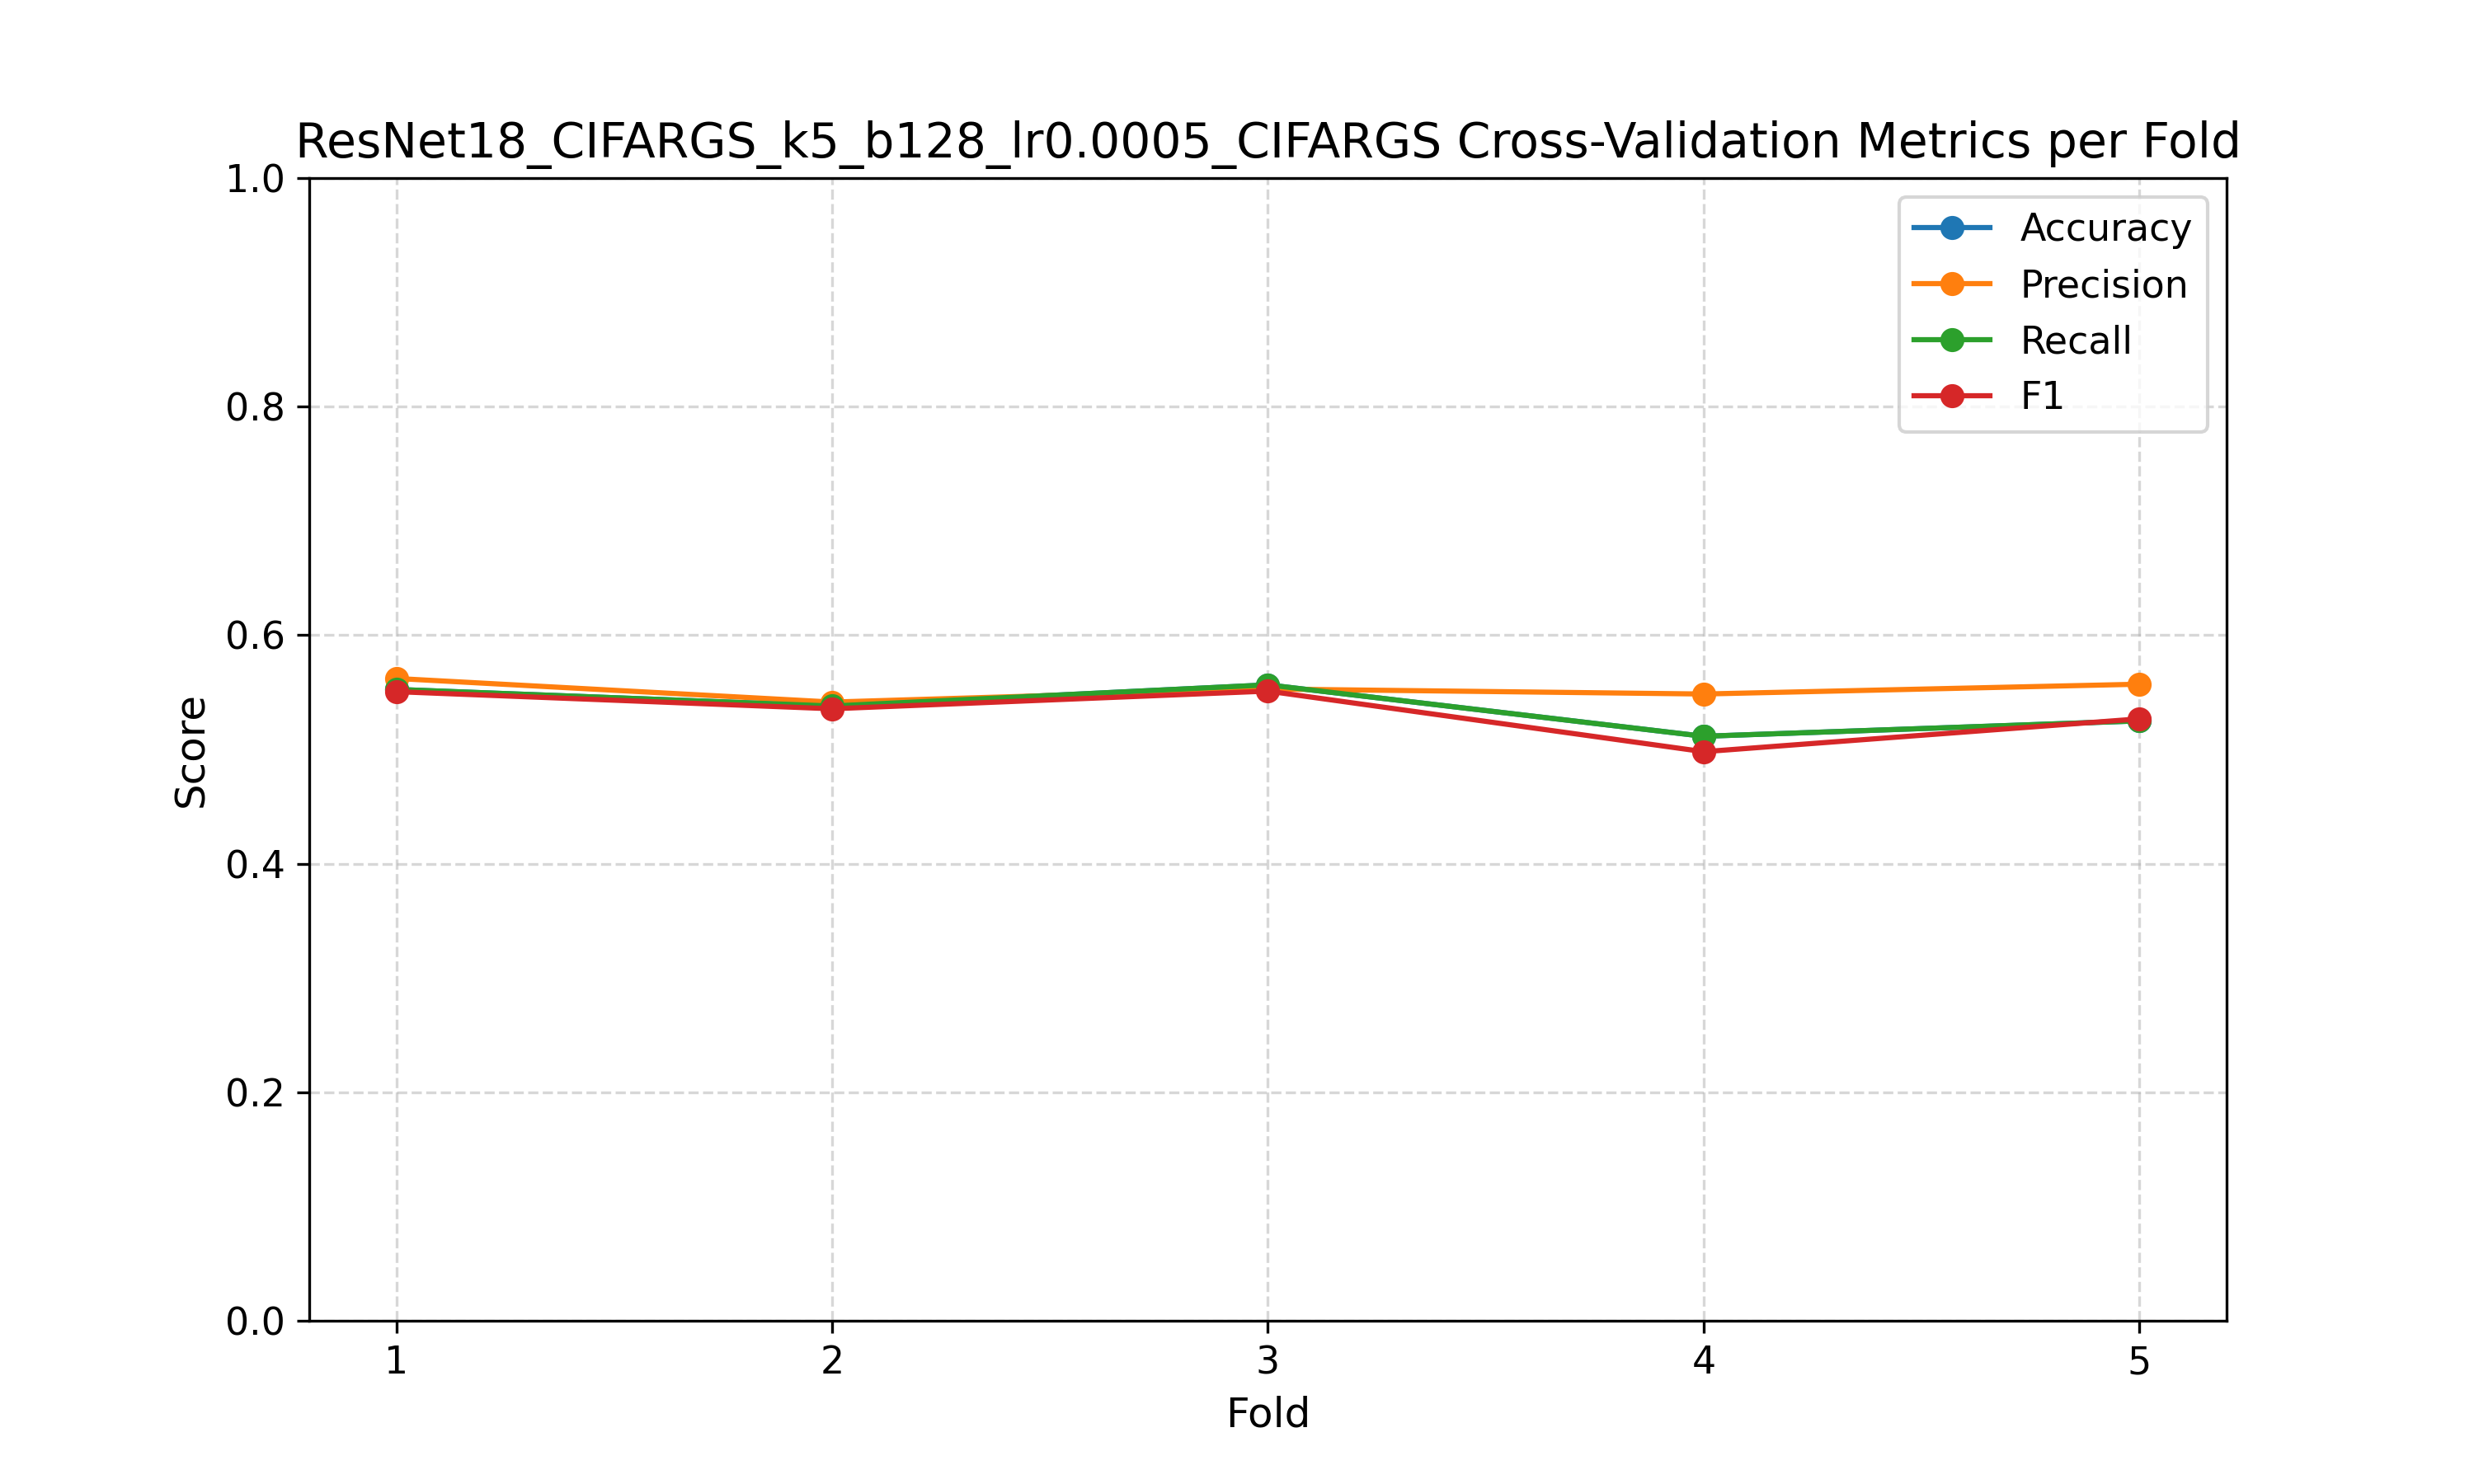 ResNet18_CIFARGS_k5_b128_lr0.0005_CIFARGS Cross-Validation Metrics per Fold
1.0
0.8
0.6
0.4
0.2
0.0
Score
Accuracy
Precision
Recall
F1
1 2 3 4 5
Fold